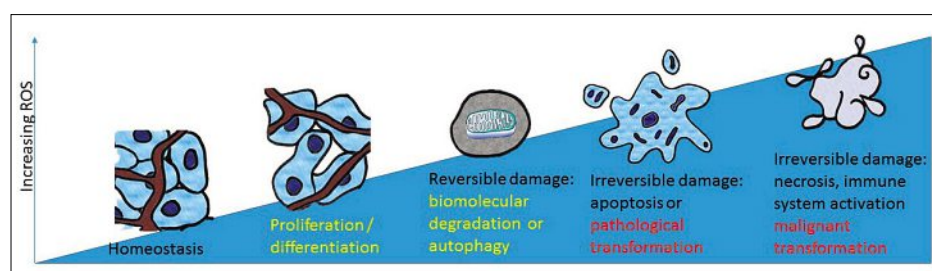 Increasing ROS
Homeostasis
Proliferation /
differentiation
Reversible damage:
biomolecular
degradation or
autophagy
Irreversible damage:
apoptosis or
pathological
transformation
Irreversible damage:
necrosis, immune
system activation
malignant
transformation